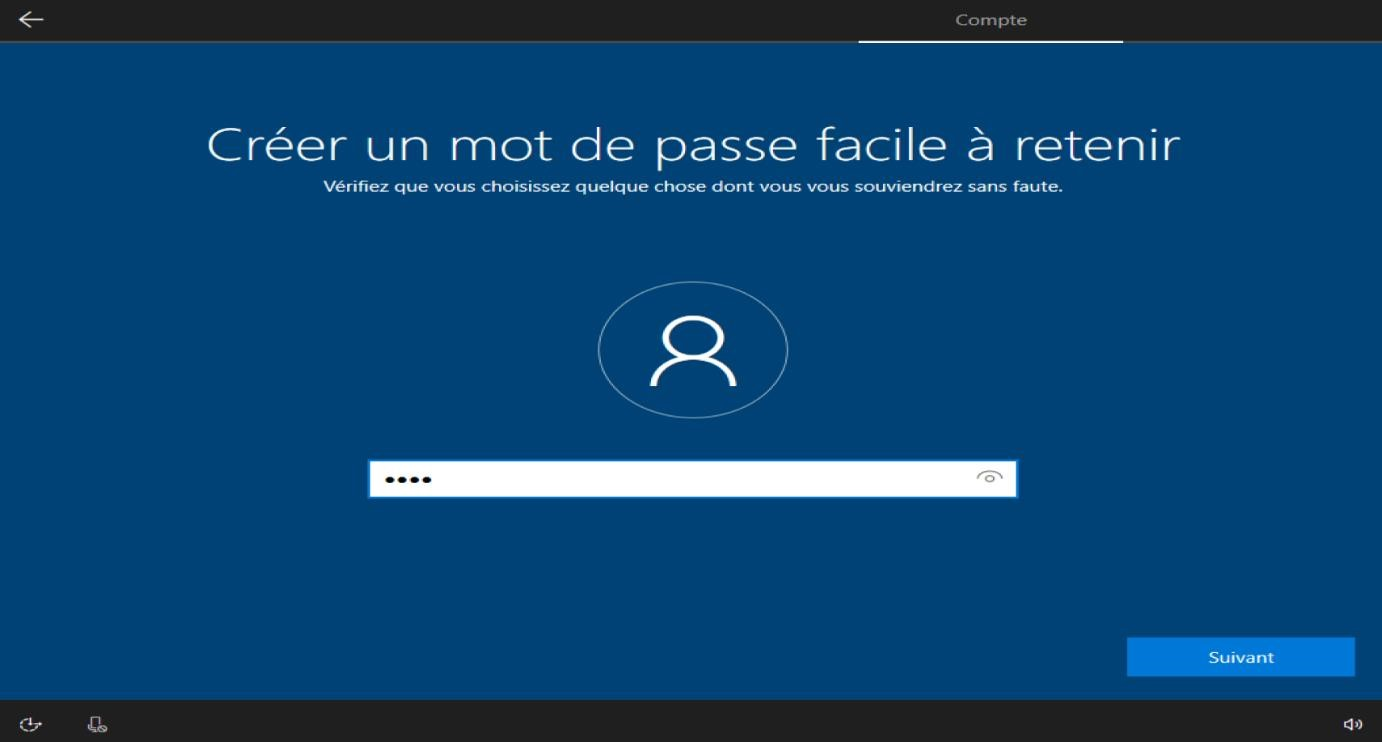 Compte
Créer un mot de passe facile à retenir
Vérifiez que vous choisissez quelque chose dont vous vous souviendrez sans faute.
••••
Suivant